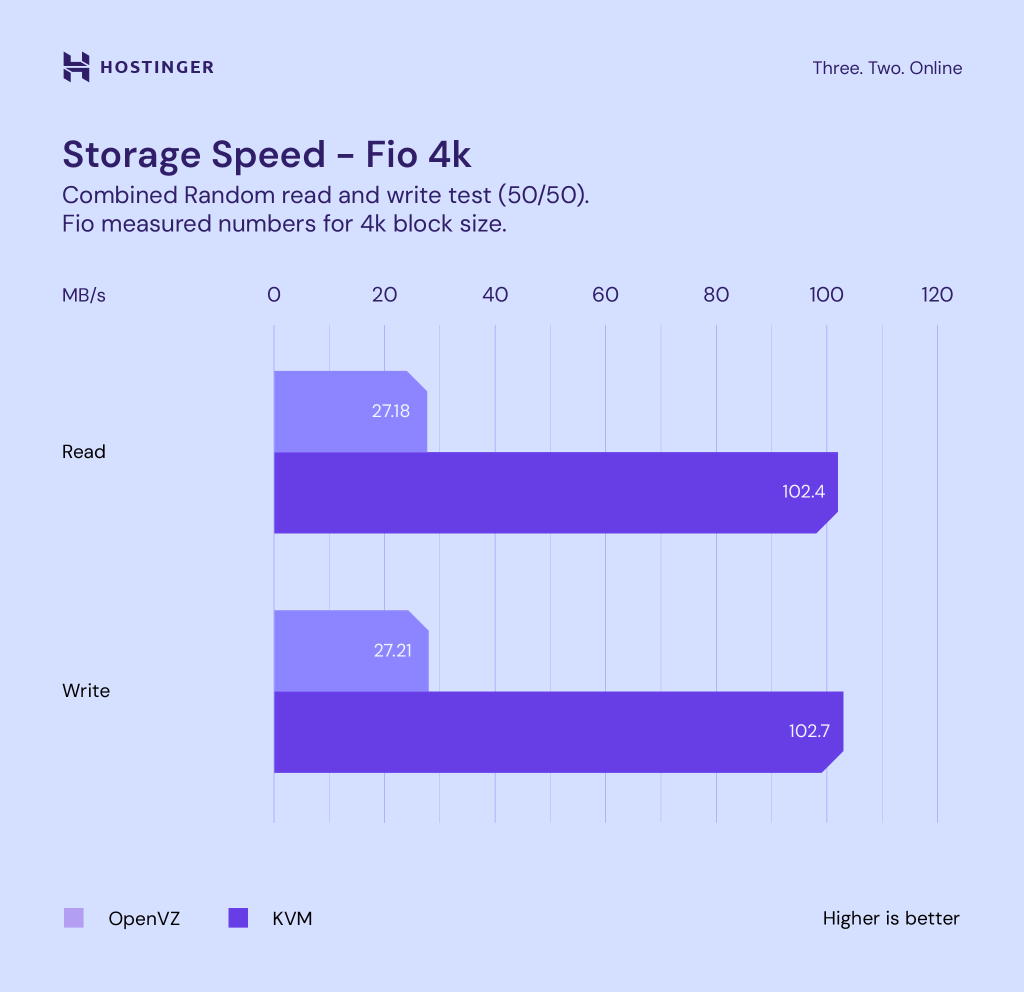 HOSTINGER
Three. Two. Online
Storage Speed - Fio 4k
Combined Random read and write test (50/50).
Fio measured numbers for 4k block size.
MB/s 0 20 40 60 80 100 120
27.18
Read
102.4
27.21
Write
102.7
OpenVZ KVM
Higher is better